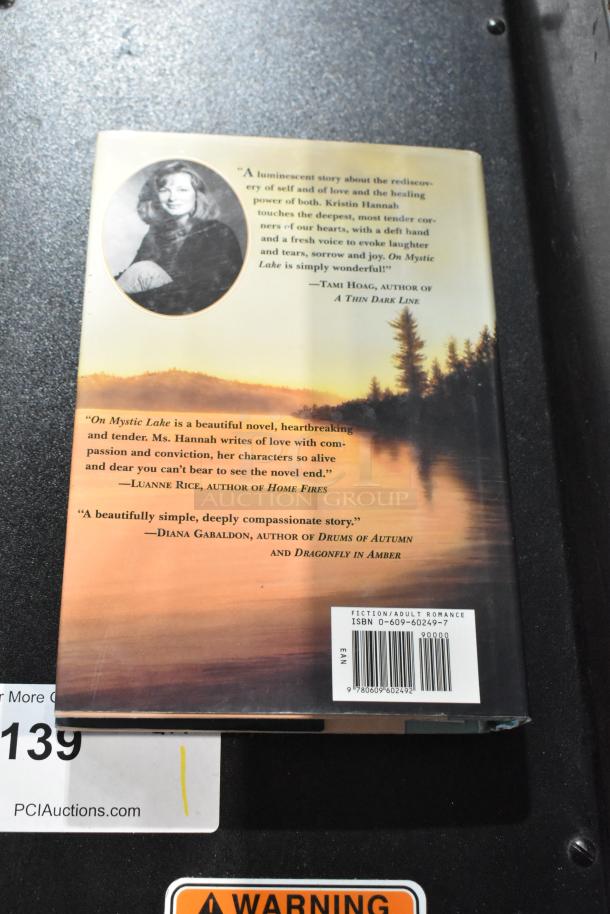 "A luminescent story about the rediscov-
ery of self and of love and the healing
power of both. Kristin Hannah
touches the deepest, most tender cor-
ners of our hearts, with a deft hand
and a fresh voice to evoke laughter
and tears, sorrow and joy. On Mystic
Lake is simply wonderful!"
—TAMI HOAG, AUTHOR OF
A THIN DARK LINE
"On Mystic Lake is a beautiful novel, heartbreaking
and tender. Ms. Hannah writes of love with com-
passion and conviction, her characters so alive
and dear you can't bear to see the novel end."
—LUANNE RICE, AUTHOR OF HOME FIRES
AUCTION GROUP
"A beautifully simple, deeply compassionate story."
—DIANA GABALDON, AUTHOR OF DRUMS OF AUTUMN
AND DRAGONFLY IN AMBER
FICTION/ADULT ROMANCE
ISBN 0-609-60249-7
90000
EAN
9 780609 602492
r More
139
PCIAuctions.com
WARNING